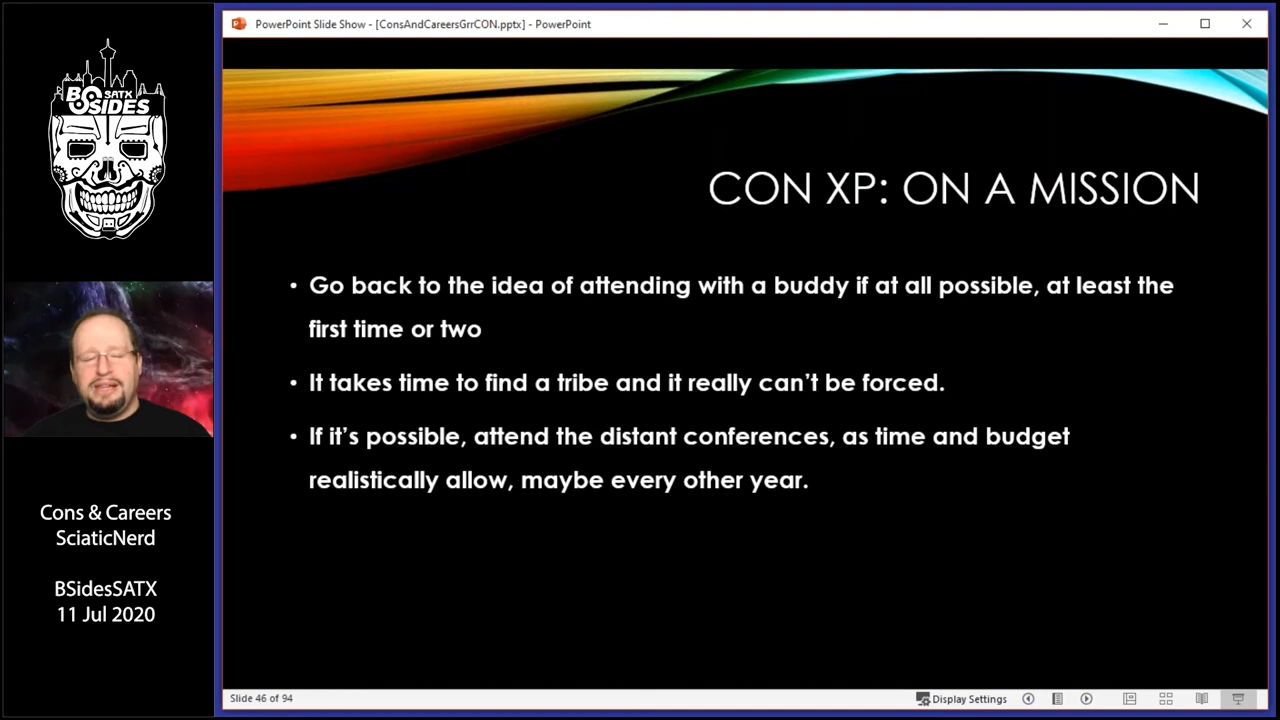 PowerPoint Slide Show - [ConsAndCareersGrrCON.pptx] - PowerPoint
BSIDES
SATX
CON XP: ON A MISSION
• Go back to the idea of attending with a buddy if at all possible, at least the
first time or two
• It takes time to find a tribe and it really can't be forced.
• If it's possible, attend the distant conferences, as time and budget
realistically allow, maybe every other year.
Cons & Careers
SciaticNerd
BSidesSATX
11 Jul 2020
Slide 46 of 94
Display Settings